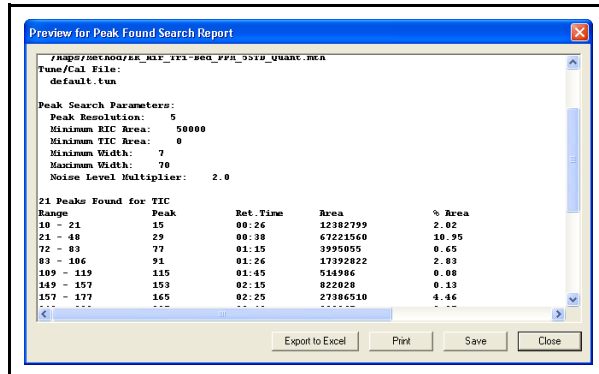 Preview for Peak Found Search Report
/Haps/Method/ER_Air_Tri-Bed_PPM_5STD_Quant.mth
Tune/Cal File:
default.tun
Peak Search Parameters:
Peak Resolution: 5
Minimum RIC Area: 50000
Minimum TIC Area: 0
Minimum Width: 7
Maximum Width: 70
Noise Level Multiplier: 2.0
21 Peaks Found for TIC
Range Peak Ret.Time Area % Area
10 - 21 15 00:26 12382799 2.02
21 - 48 29 00:38 67221560 10.95
72 - 83 77 01:15 3995055 0.65
83 - 106 91 01:26 17392822 2.83
109 - 119 115 01:45 514986 0.08
149 - 157 153 02:15 822028 0.13
157 - 177 165 02:25 27386510 4.46
Export to Excel Print Save Close